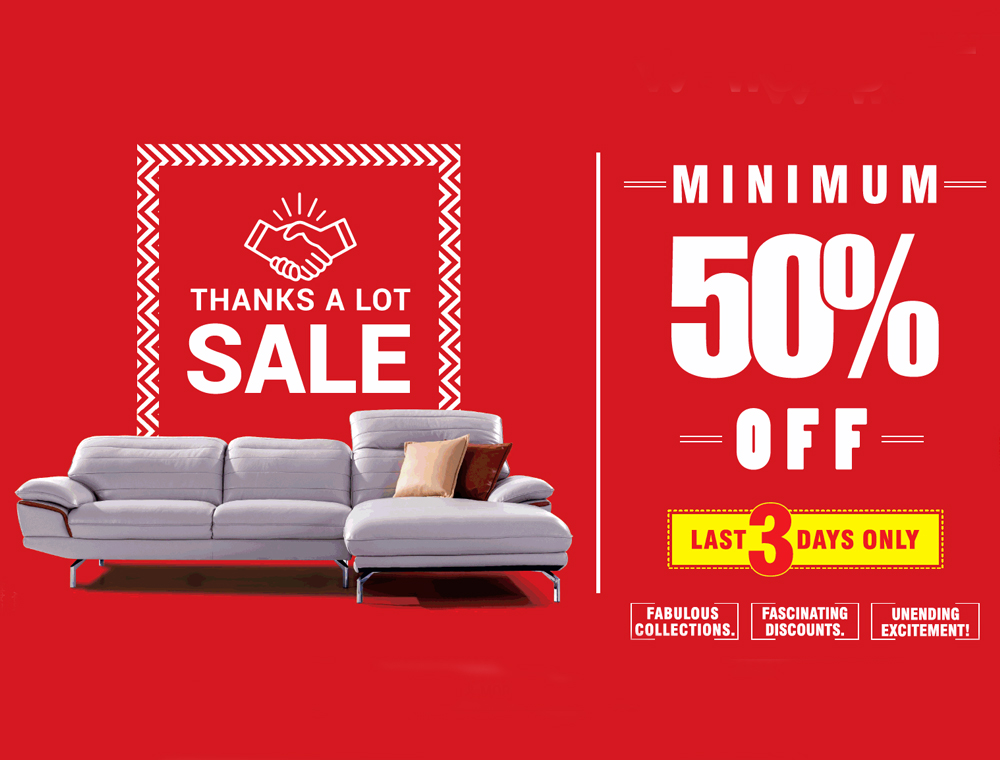 THANKS A LOT
SALE
MINIMUM
50%
OFF
LAST 3 DAYS ONLY
FABULOUS
COLLECTIONS.
FASCINATING
DISCOUNTS.
UNENDING
EXCITEMENT!